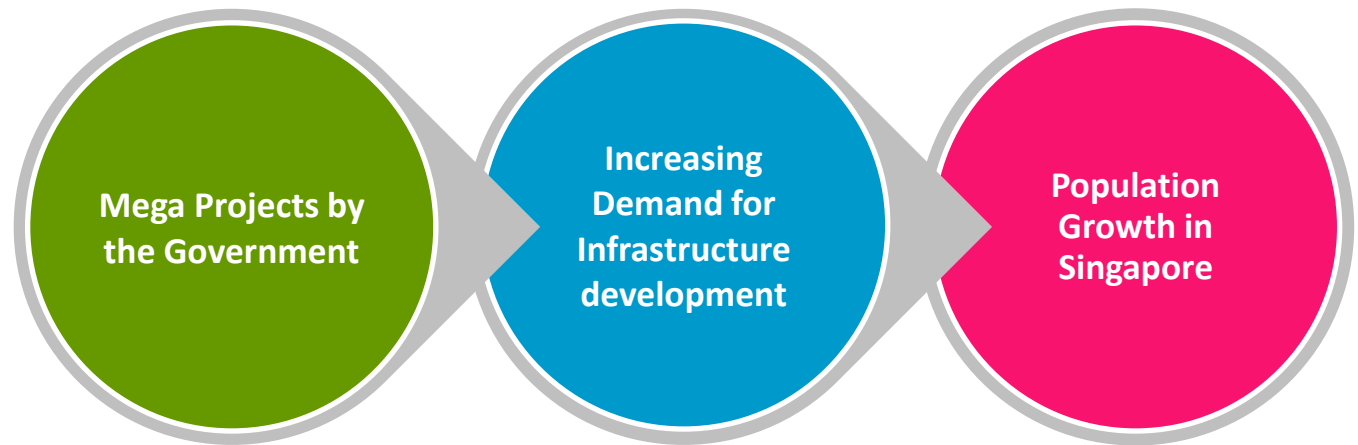 Mega Projects by
the Government
Increasing
Demand for
Infrastructure
development
Population
Growth in
Singapore